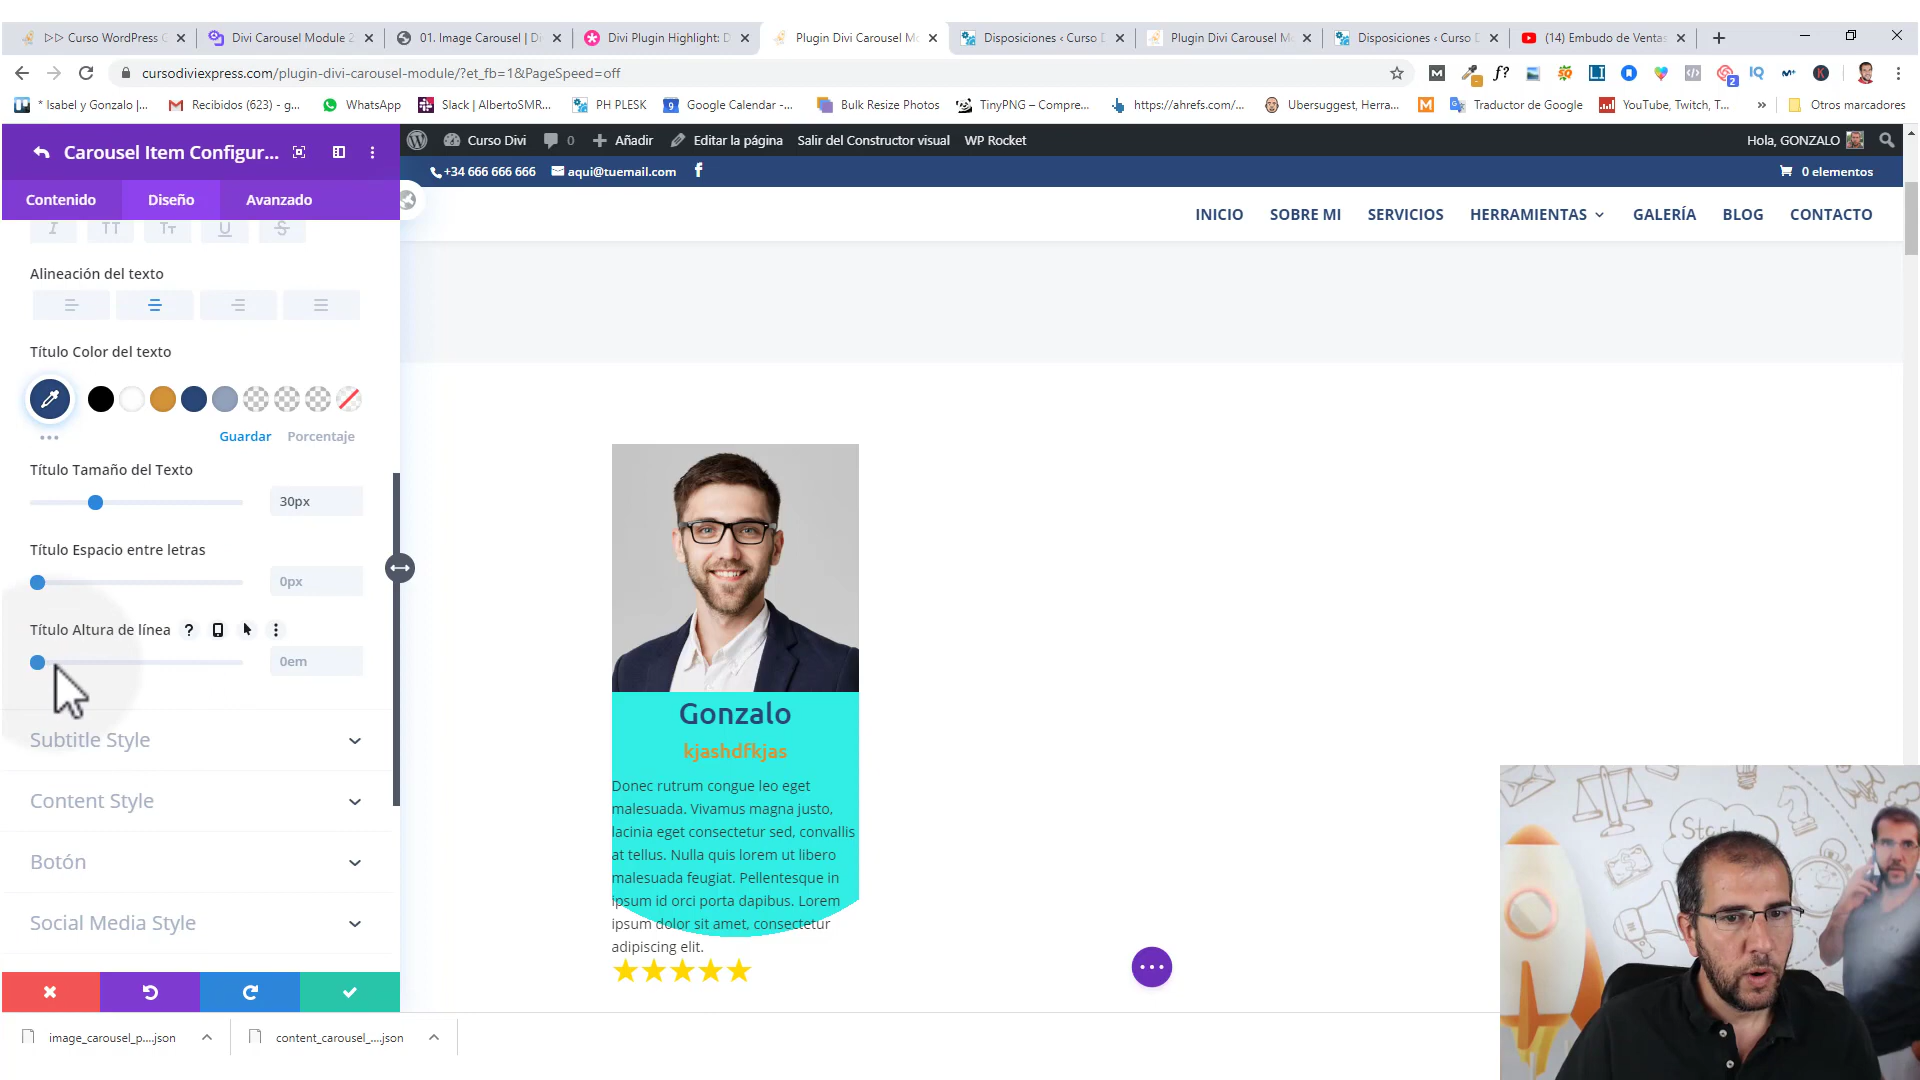 ▷▷ Curso WordPress
Divi Carousel Module 2
01. Image Carousel | Di
Divi Plugin Highlight: D
Plugin Divi Carousel Mo
Disposiciones ‹ Curso D
Plugin Divi Carousel Mo
Disposiciones ‹ Curso D
(14) Embudo de Ventas
cursodiviexpress.com/plugin-divi-carousel-module/?et_fb=1&PageSpeed=off
* Isabel y Gonzalo |...
Recibidos (623) - g...
WhatsApp
Slack | AlbertoSMR...
PH PLESK
Google Calendar -...
Bulk Resize Photos
TinyPNG – Compre...
https://ahrefs.com/...
Ubersuggest, Herra...
Traductor de Google
YouTube, Twitch, T...
»
Otros marcadores
Carousel Item Configur...
Curso Divi
0
Añadir
Editar la página
Salir del Constructor visual
WP Rocket
Hola, GONZALO
+34 666 666 666
aqui@tuemail.com
0 elementos
Contenido
Diseño
Avanzado
INICIO
SOBRE MI
SERVICIOS
HERRAMIENTAS
GALERÍA
BLOG
CONTACTO
I TT Tт U S
Alineación del texto
Título Color del texto
Guardar
Porcentaje
Título Tamaño del Texto
30px
Título Espacio entre letras
0px
Título Altura de línea ?
0em
Subtitle Style
Content Style
Botón
Social Media Style
Gonzalo
kjashdfkjas
Donec rutrum congue leo eget
malesuada. Vivamus magna justo,
lacinia eget consectetur sed, convallis
at tellus. Nulla quis lorem ut libero
malesuada feugiat. Pellentesque in
ipsum id orci porta dapibus. Lorem
ipsum dolor sit amet, consectetur
adipiscing elit.
image_carousel_p....json
content_carousel_....json